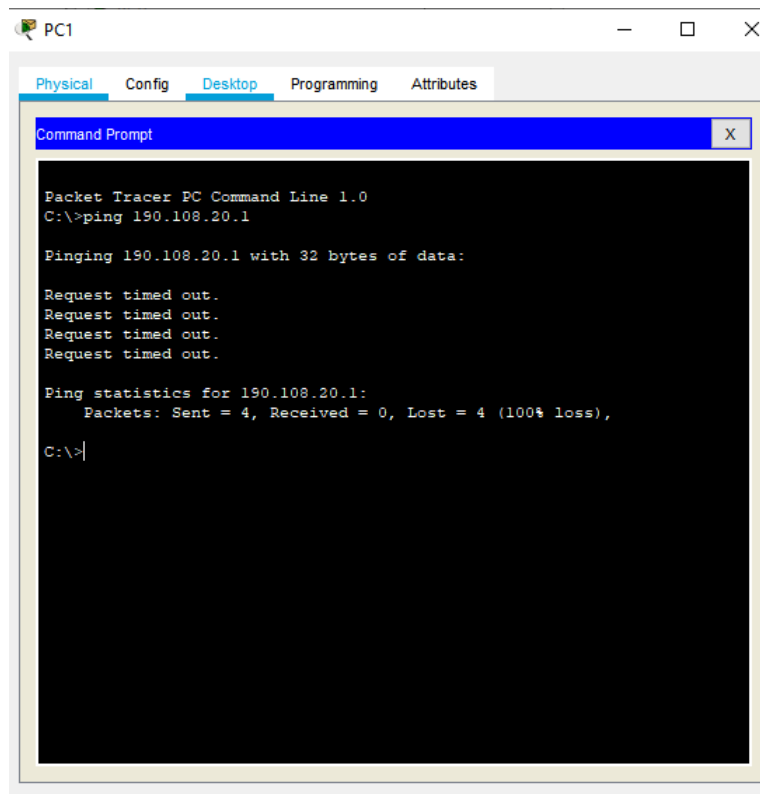 PC1
Physical Config Desktop Programming Attributes
Command Prompt
X
Packet Tracer PC Command Line 1.0
C:\>ping 190.108.20.1
Pinging 190.108.20.1 with 32 bytes of data:
Request timed out.
Request timed out.
Request timed out.
Request timed out.
Ping statistics for 190.108.20.1:
Packets: Sent = 4, Received = 0, Lost = 4 (100% loss),
C:\>